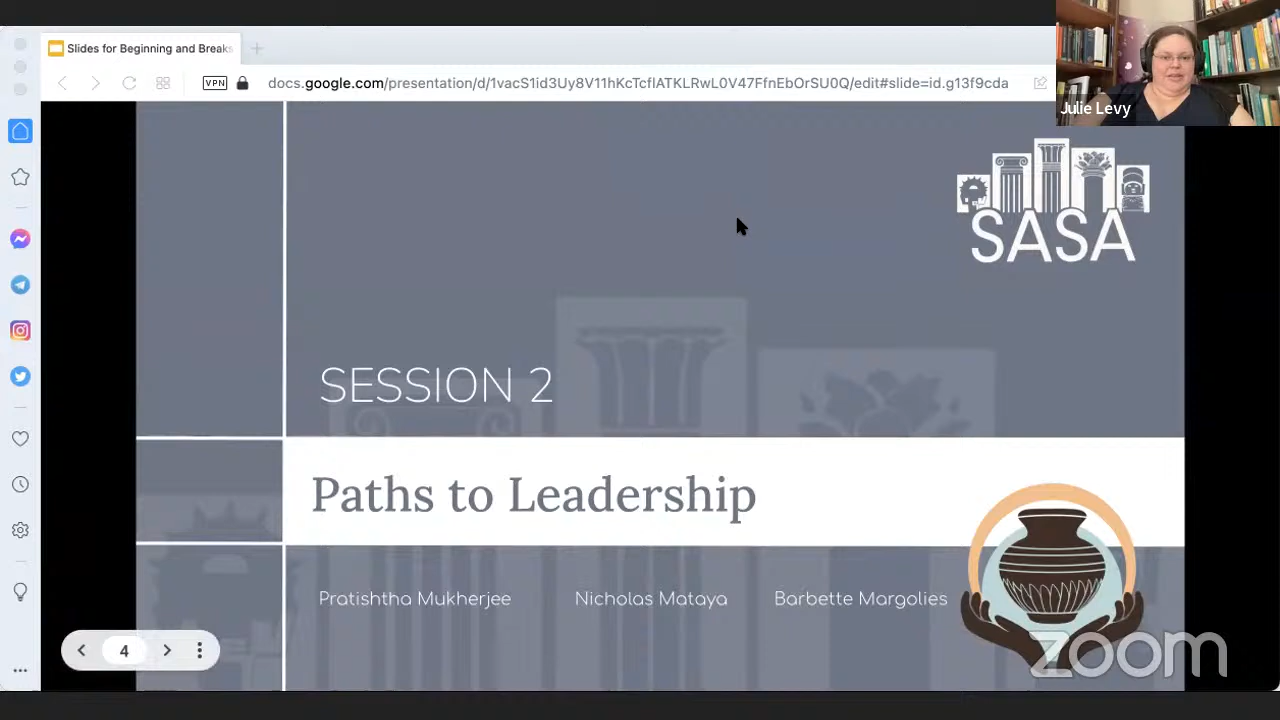 Slides for Beginning and Breaks
VPN
docs.google.com/presentation/d/1vacS1id3Uy8V11hKcTcfIATKLRwL0V47FfnEbOrSU0Q/edit#slide=id.g13f9cda
Julie Levy
SASA
SESSION 2
Paths to Leadership
Pratishtha Mukherjee Nicholas Mataya Barbette Margolies
4
zoom